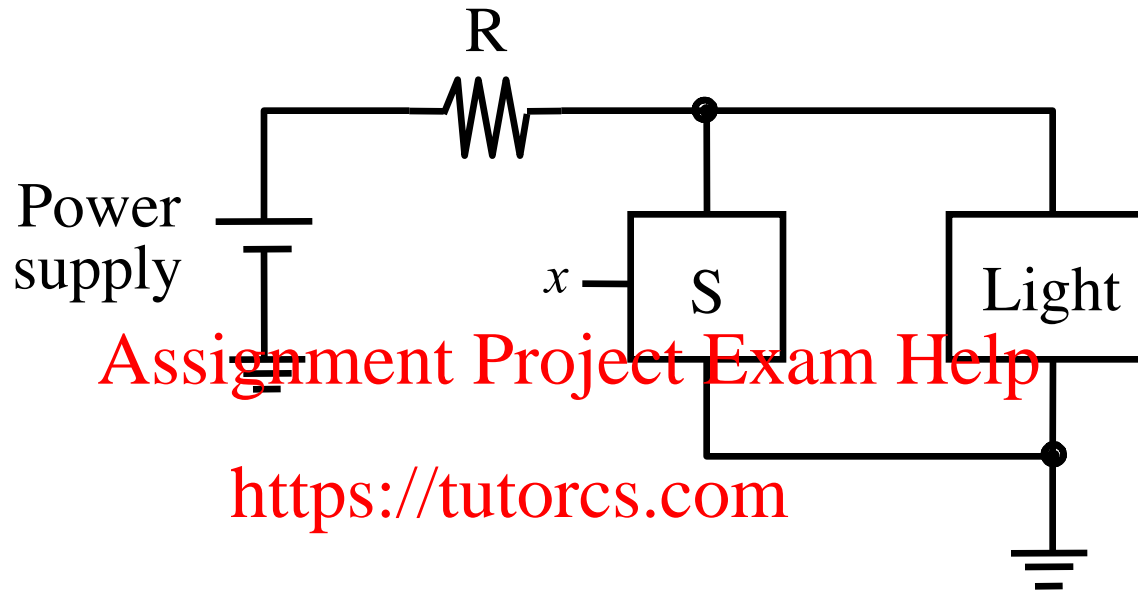 R
Power
supply
x
S
Light
Assignment Project Exam Help
https://tutorcs.com